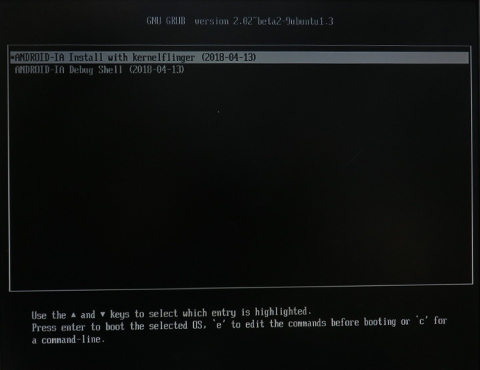 GNU GRUB version 2.02~beta2-9ubuntu1.3
*ANDROID-IA Install with kernelflinger (2018-04-13)
ANDROID-IA Debug Shell (2018-04-13)
Use the ▲ and ▼ keys to select which entry is highlighted.
Press enter to boot the selected OS, `e' to edit the commands before booting or `c' for
a command-line.